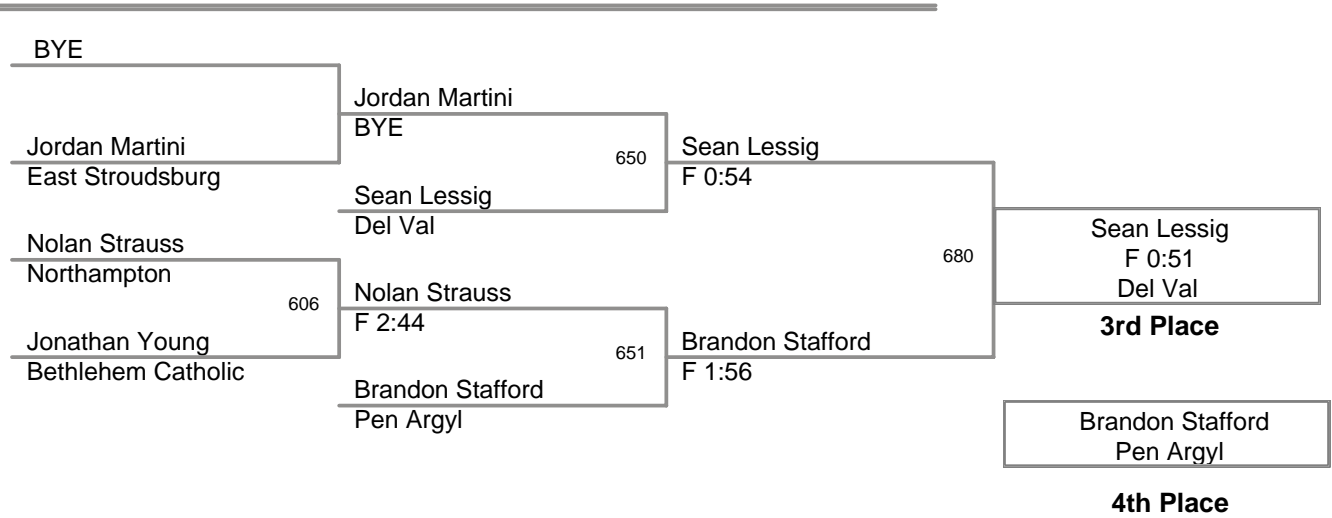 BYE
Jordan Martini
East Stroudsburg
Nolan Strauss
Northampton
606
Jonathan Young
Bethlehem Catholic
Jordan Martini
BYE
650
Sean Lessig
Del Val
Nolan Strauss
F 2:44
651
Brandon Stafford
Pen Argyl
Sean Lessig
F 0:54
680
Brandon Stafford
F 1:56
Sean Lessig
F 0:51
Del Val
3rd Place
Brandon Stafford
Pen Argyl
4th Place